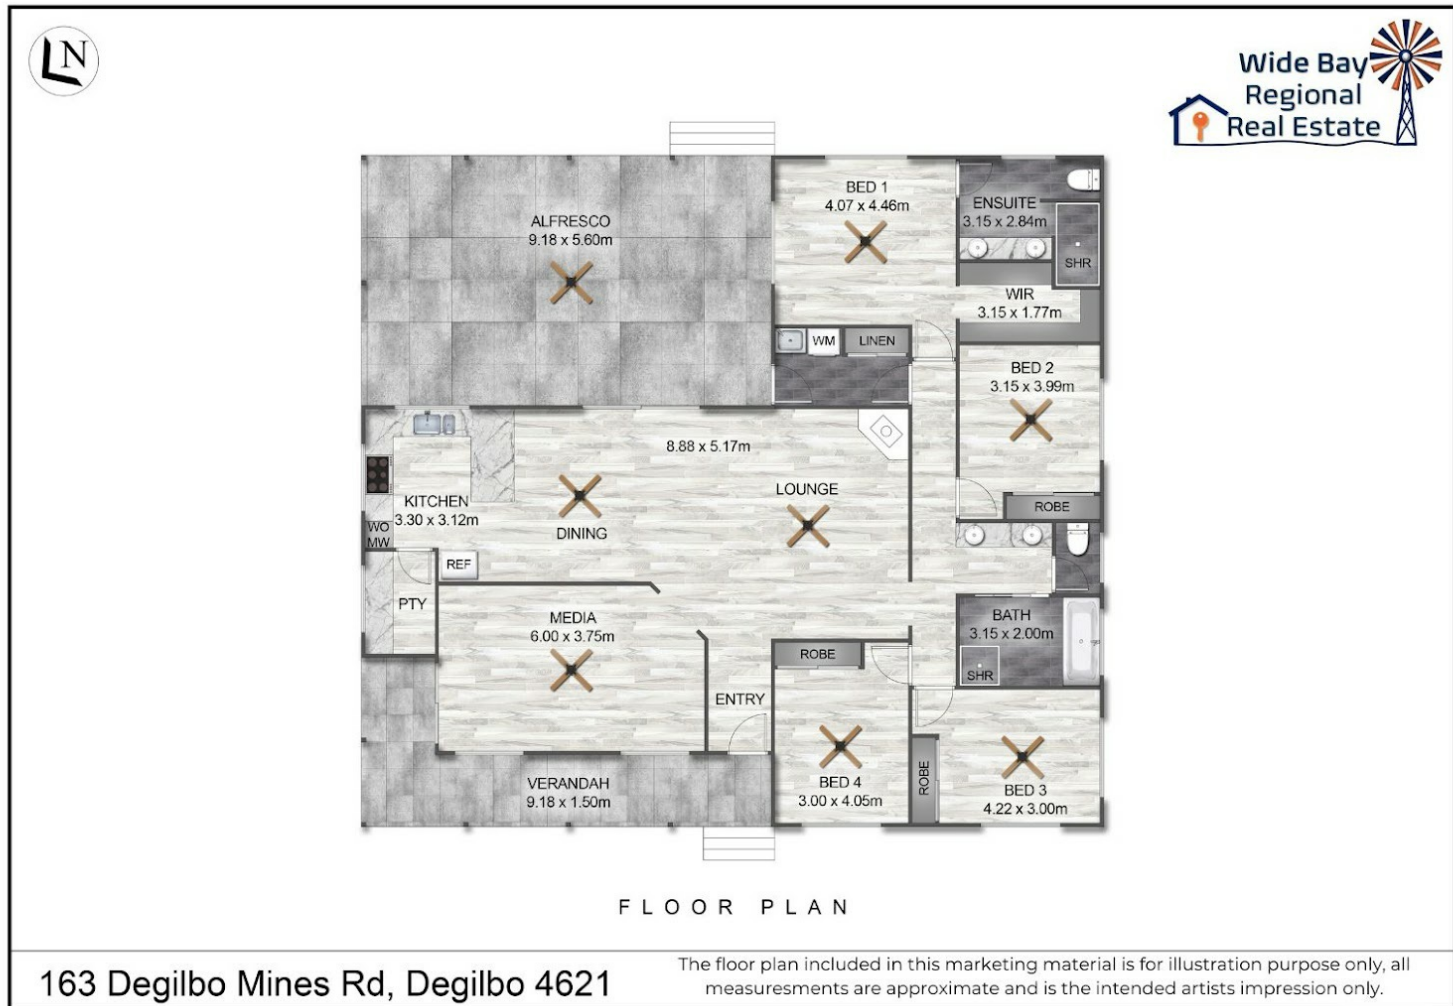 N
Wide Bay
Regional
Real Estate
ALFRESCO
9.18 x 5.60m
BED 1
4.07 x 4.46m
ENSUITE
3.15 x 2.84m
SHR
WIR
3.15 x 1.77m
WM
LINEN
BED 2
3.15 x 3.99m
ROBE
8.88 x 5.17m
LOUNGE
DINING
KITCHEN
3.30 x 3.12m
WO
MW
REF
PTY
MEDIA
6.00 x 3.75m
BATH
3.15 x 2.00m
SHR
ROBE
ENTRY
BED 4
3.00 x 4.05m
ROBE
BED 3
4.22 x 3.00m
VERANDAH
9.18 x 1.50m
FLOOR PLAN
163 Degilbo Mines Rd, Degilbo 4621
The floor plan included in this marketing material is for illustration purpose only, all
measuresments are approximate and is the intended artists impression only.